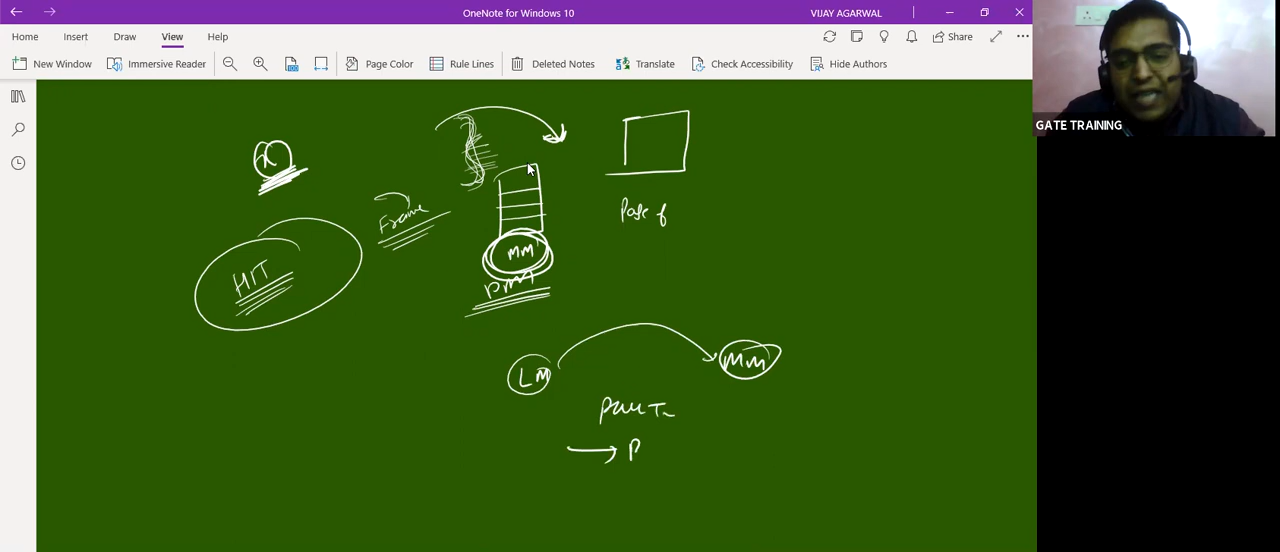 OneNote for Windows 10
VIJAY AGARWAL
Home Insert Draw View Help
Share
New Window Immersive Reader Page Color Rule Lines Deleted Notes Translate Check Accessibility Hide Authors
GATE TRAINING
x
Frame
Page f
HIT
MM
PMM
LM
MM
P